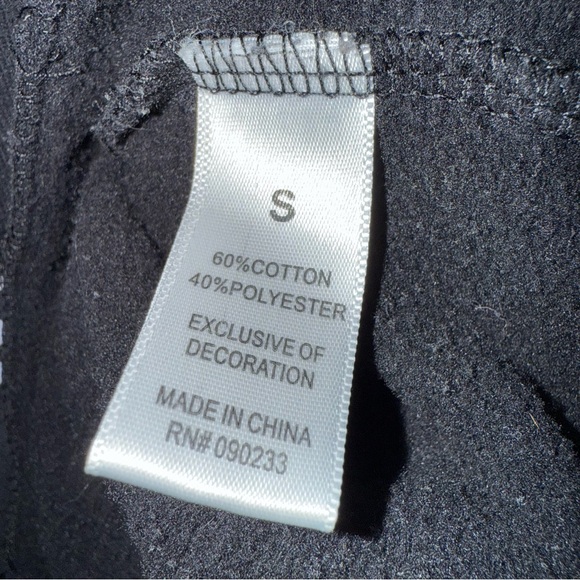 S
60%COTTON
40%POLYESTER
EXCLUSIVE OF
DECORATION
MADE IN CHINA
RN# 090233